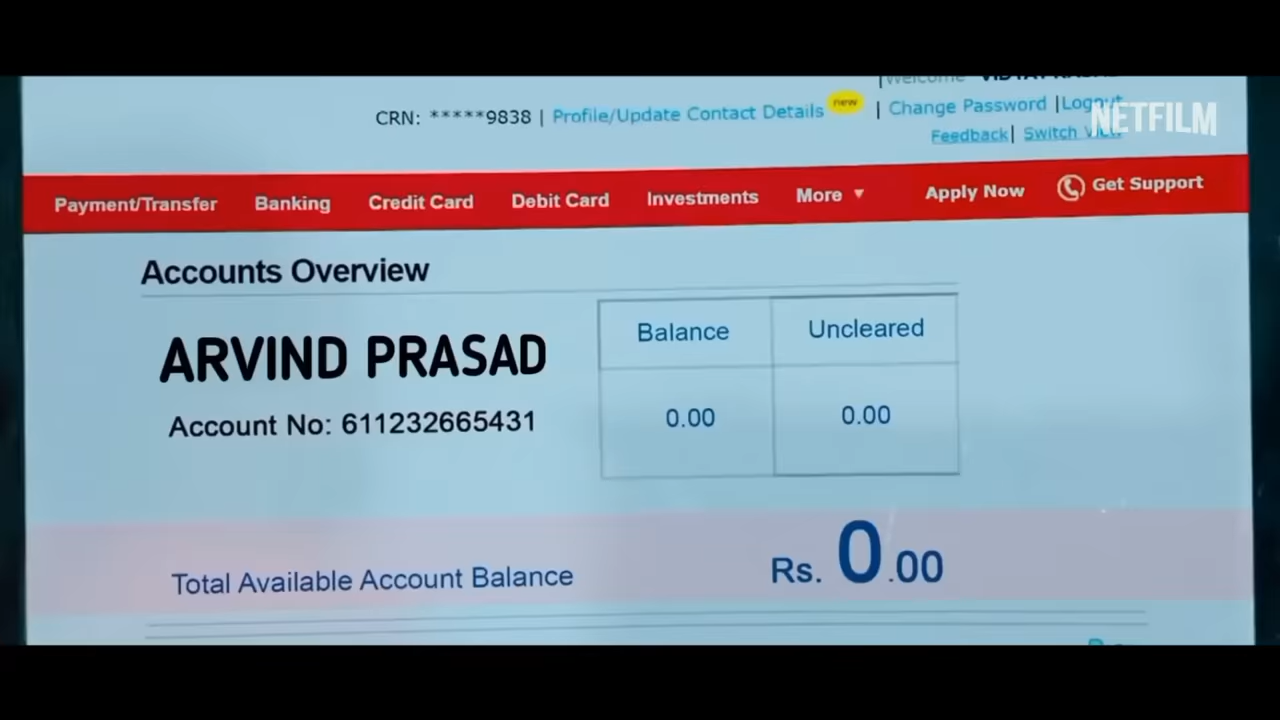 CRN: *****9838 | Profile/Update Contact Details new | Change Password | Logout
NETFILM
Feedback | Switch
Payment/Transfer Banking Credit Card Debit Card Investments More ▼ Apply Now Get Support
Accounts Overview
ARVIND PRASAD
Account No: 611232665431
Balance Uncleared
0.00 0.00
Total Available Account Balance Rs. 0.00